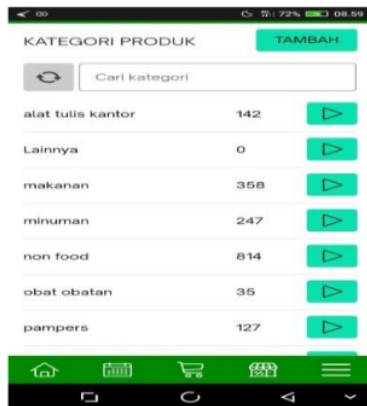 72% 08.59
KATEGORI PRODUK TAMBAH
Cari kategori
alat tulis kantor 142
Lainnya 0
makanan 358
minuman 247
non food 814
obat obatan 35
pampers 127